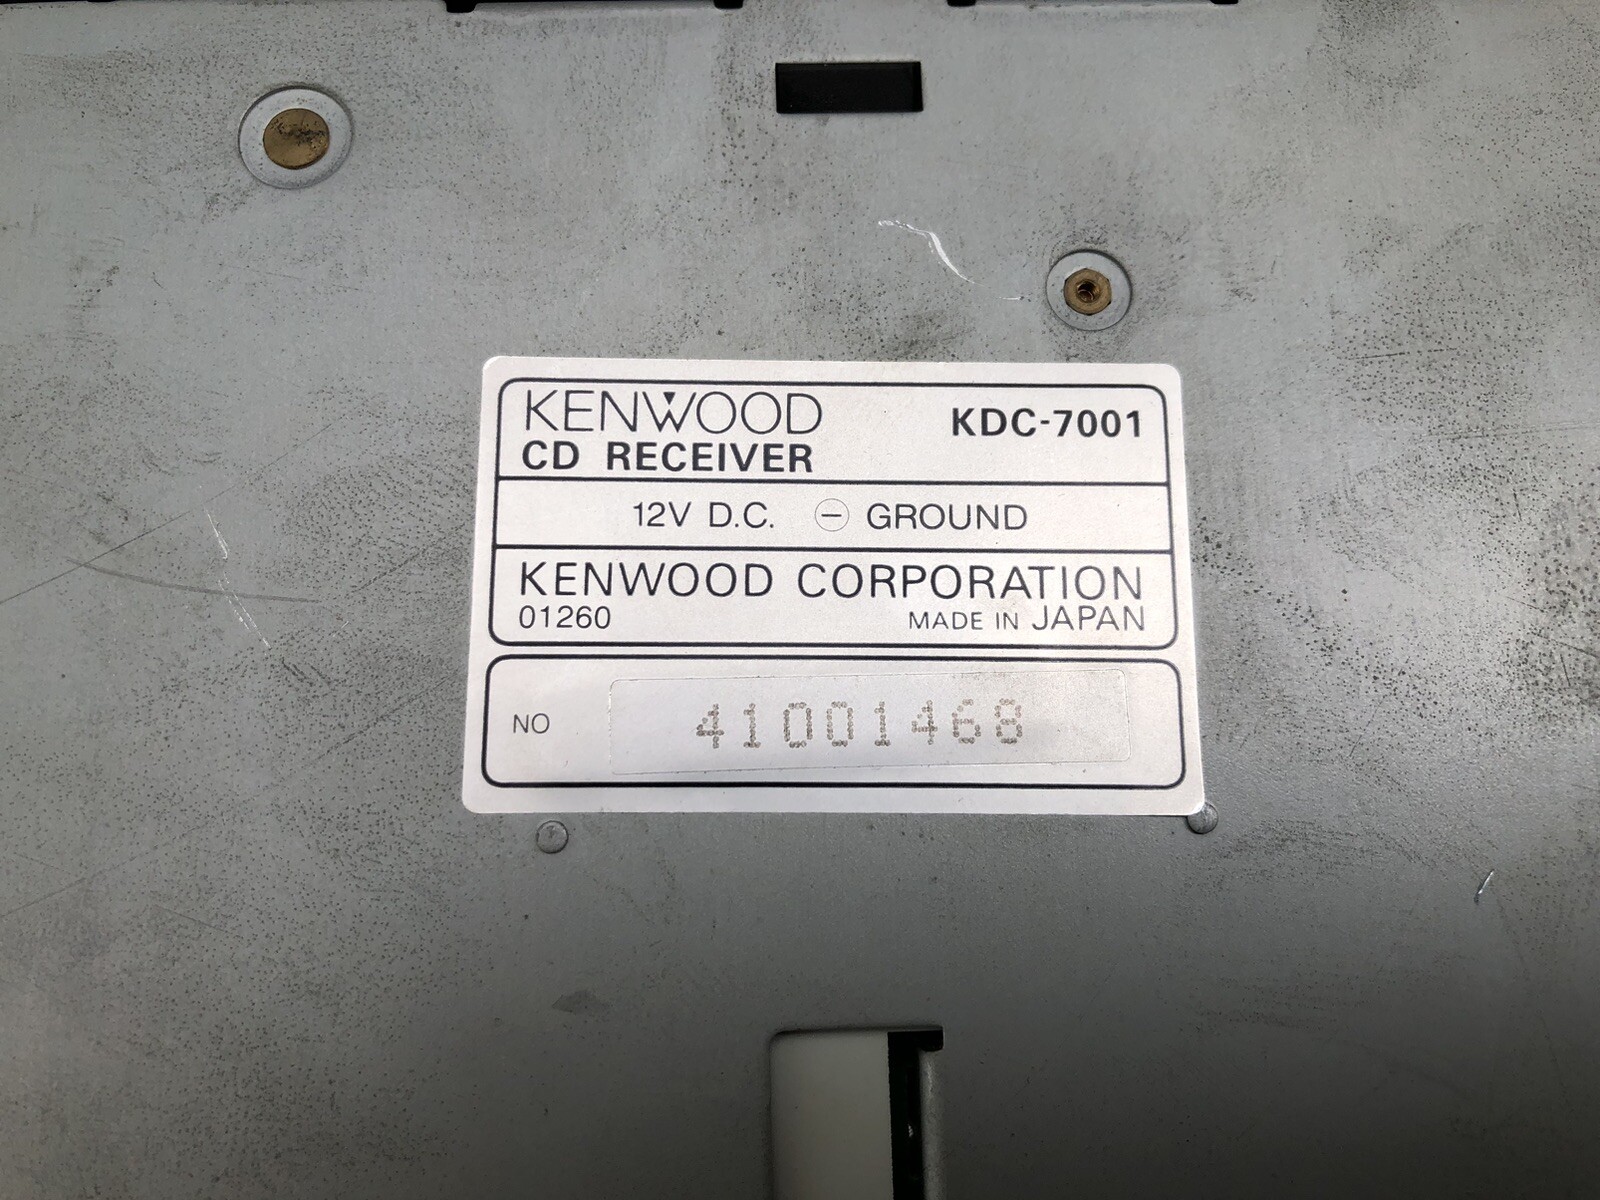 KENWOOD KDC-7001
CD RECEIVER
12V D.C. ⊖ GROUND
KENWOOD CORPORATION
01260 MADE IN JAPAN
NO 41001468